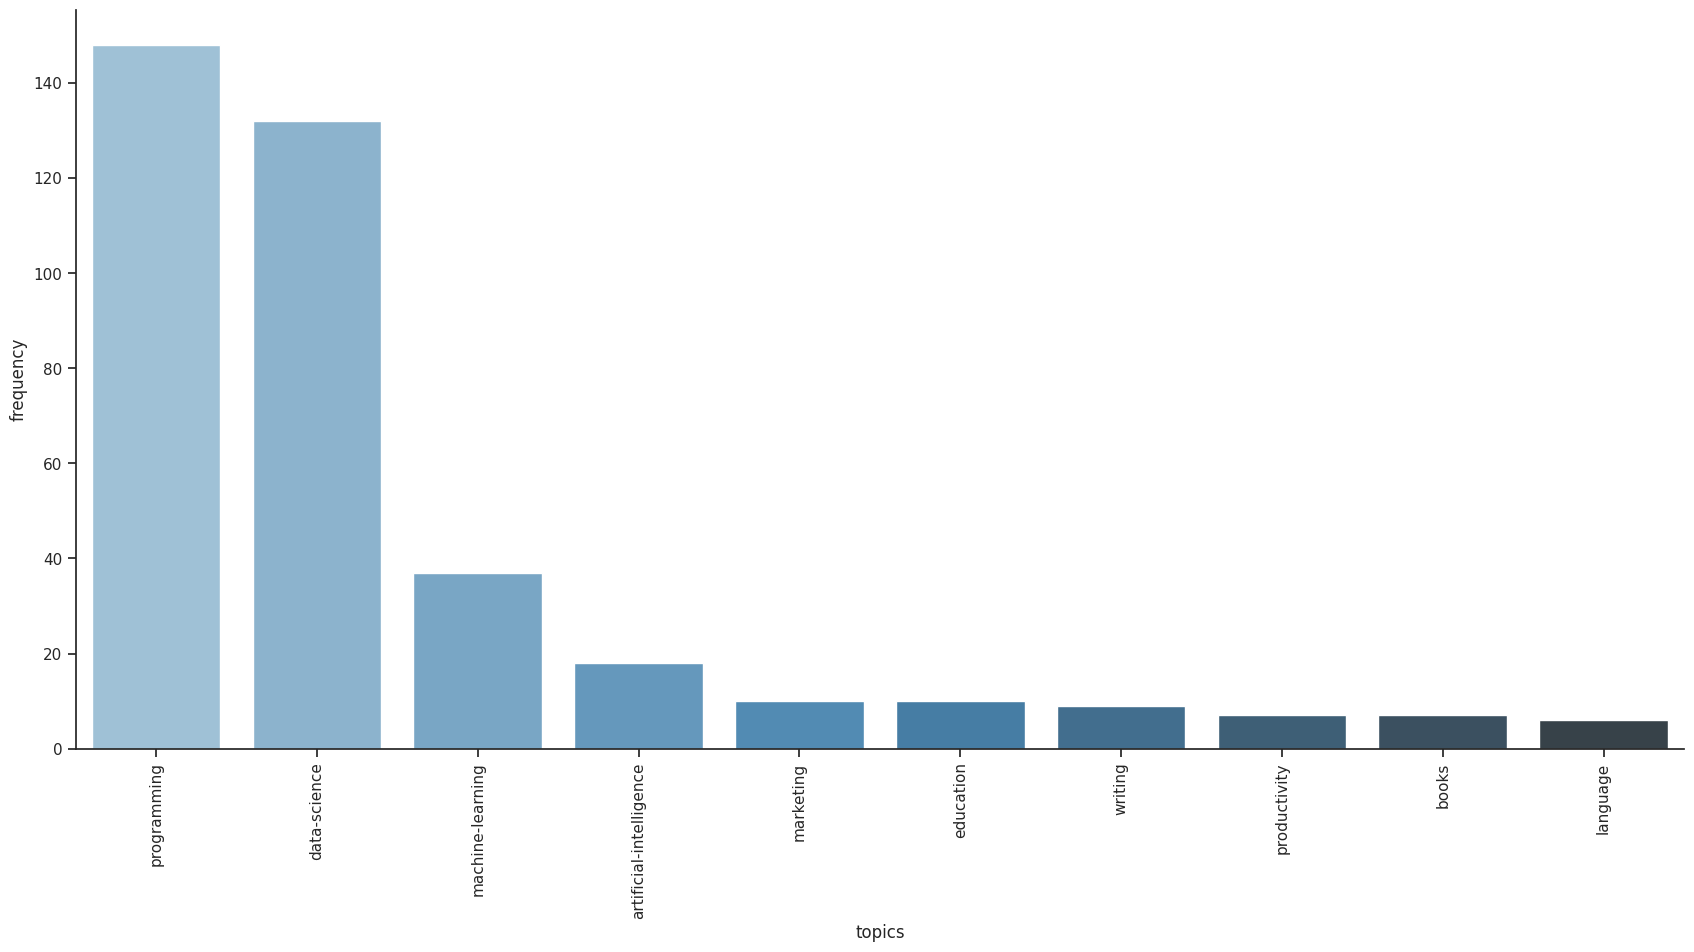 140
120
100
80
60
40
20
0
frequency
programming
data-science
machine-learning
artificial-intelligence
marketing
education
writing
productivity
books
language
topics